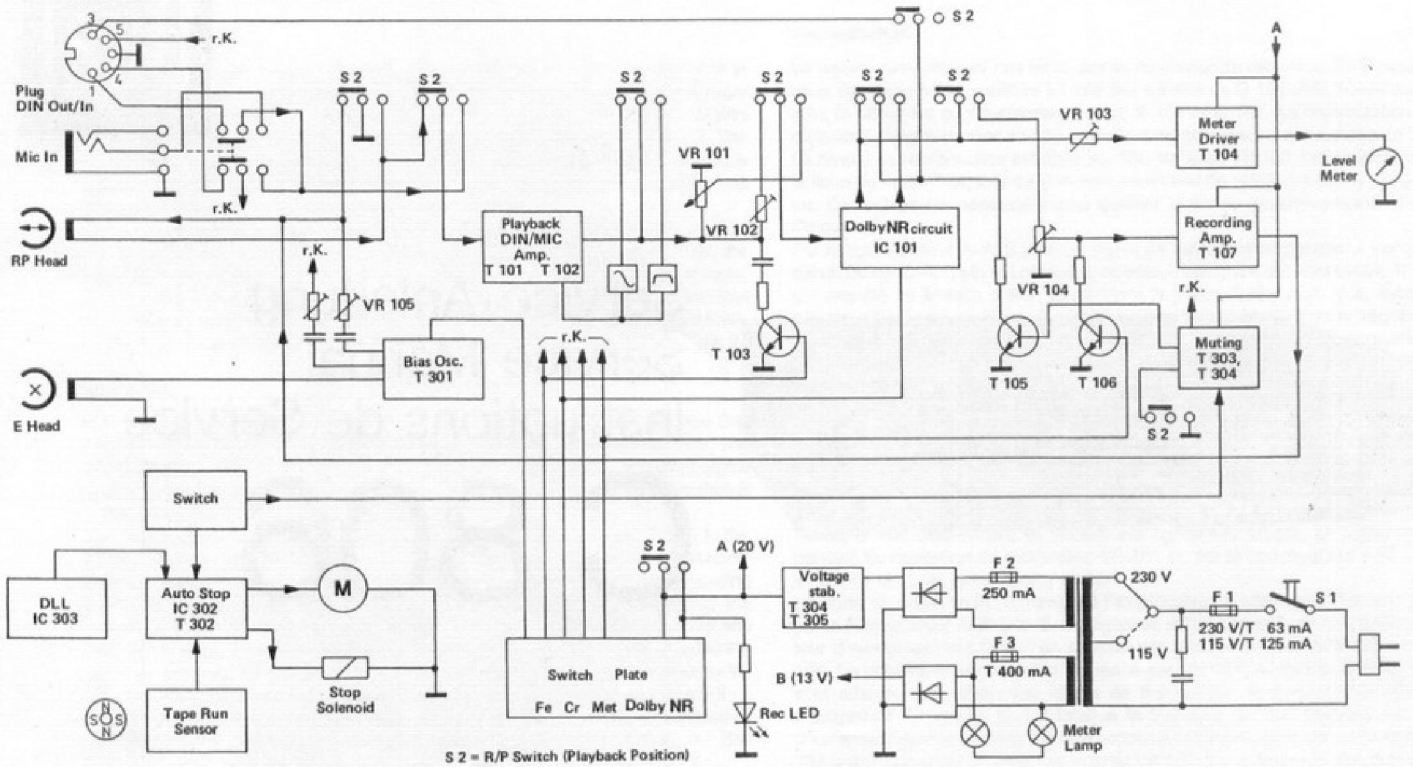 3
5
r.K.
4
1
Plug
DIN Out/In
Mic In
r.K.
RP Head
E Head
S 2
S 2
S 2
S 2
S 2
S 2
S 2
A
VR 103
Meter
Driver
T 104
Level
Meter
VR 101
VR 102
Playback
DIN/MIC
Amp.
T 101 T 102
Dolby NR circuit
IC 101
Recording
Amp.
T 107
r.K.
VR 105
Bias Osc.
T 301
r.K.
T 103
VR 104
T 105
T 106
r.K.
Muting
T 303,
T 304
S 2
Switch
DLL
IC 303
Auto Stop
IC 302
T 302
M
Stop
Solenoid
Tape Run
Sensor
N
S S
N
Switch Plate
Fe Cr Met Dolby NR
S 2
A (20 V)
Rec LED
Voltage
stab.
T 304
T 305
F 2
250 mA
F 3
T 400 mA
B (13 V)
Meter
Lamp
230 V
115 V
F 1
S 1
230 V/T 63 mA
115 V/T 125 mA
S 2 = R/P Switch (Playback Position)